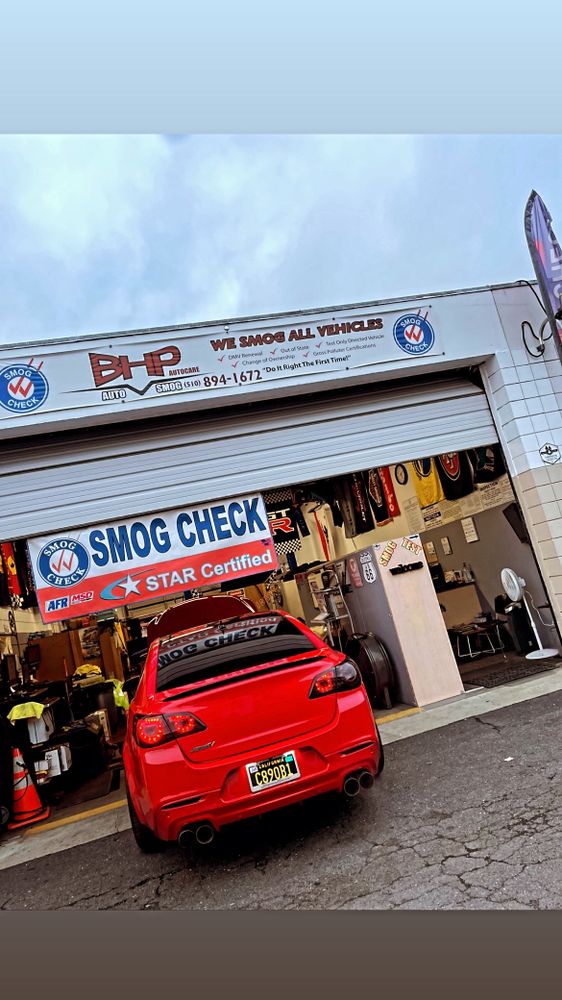 WE SMOG ALL VEHICLES
DMV Renewal Out of State Test Only Directed Vehicle
Change of Ownership Gross Polluter Certifications
"Do it Right The First Time"
BHP
AUTOCARE
AUTO SMOG (510) 894-1672
SMOG
CHECK
SMOG
CHECK
SMOG CHECK
STAR Certified
SMOG
CHECK
AFR MSD
GT
R
SMOG TEST
SMOG CHECK
CALIFORNIA
C890B1